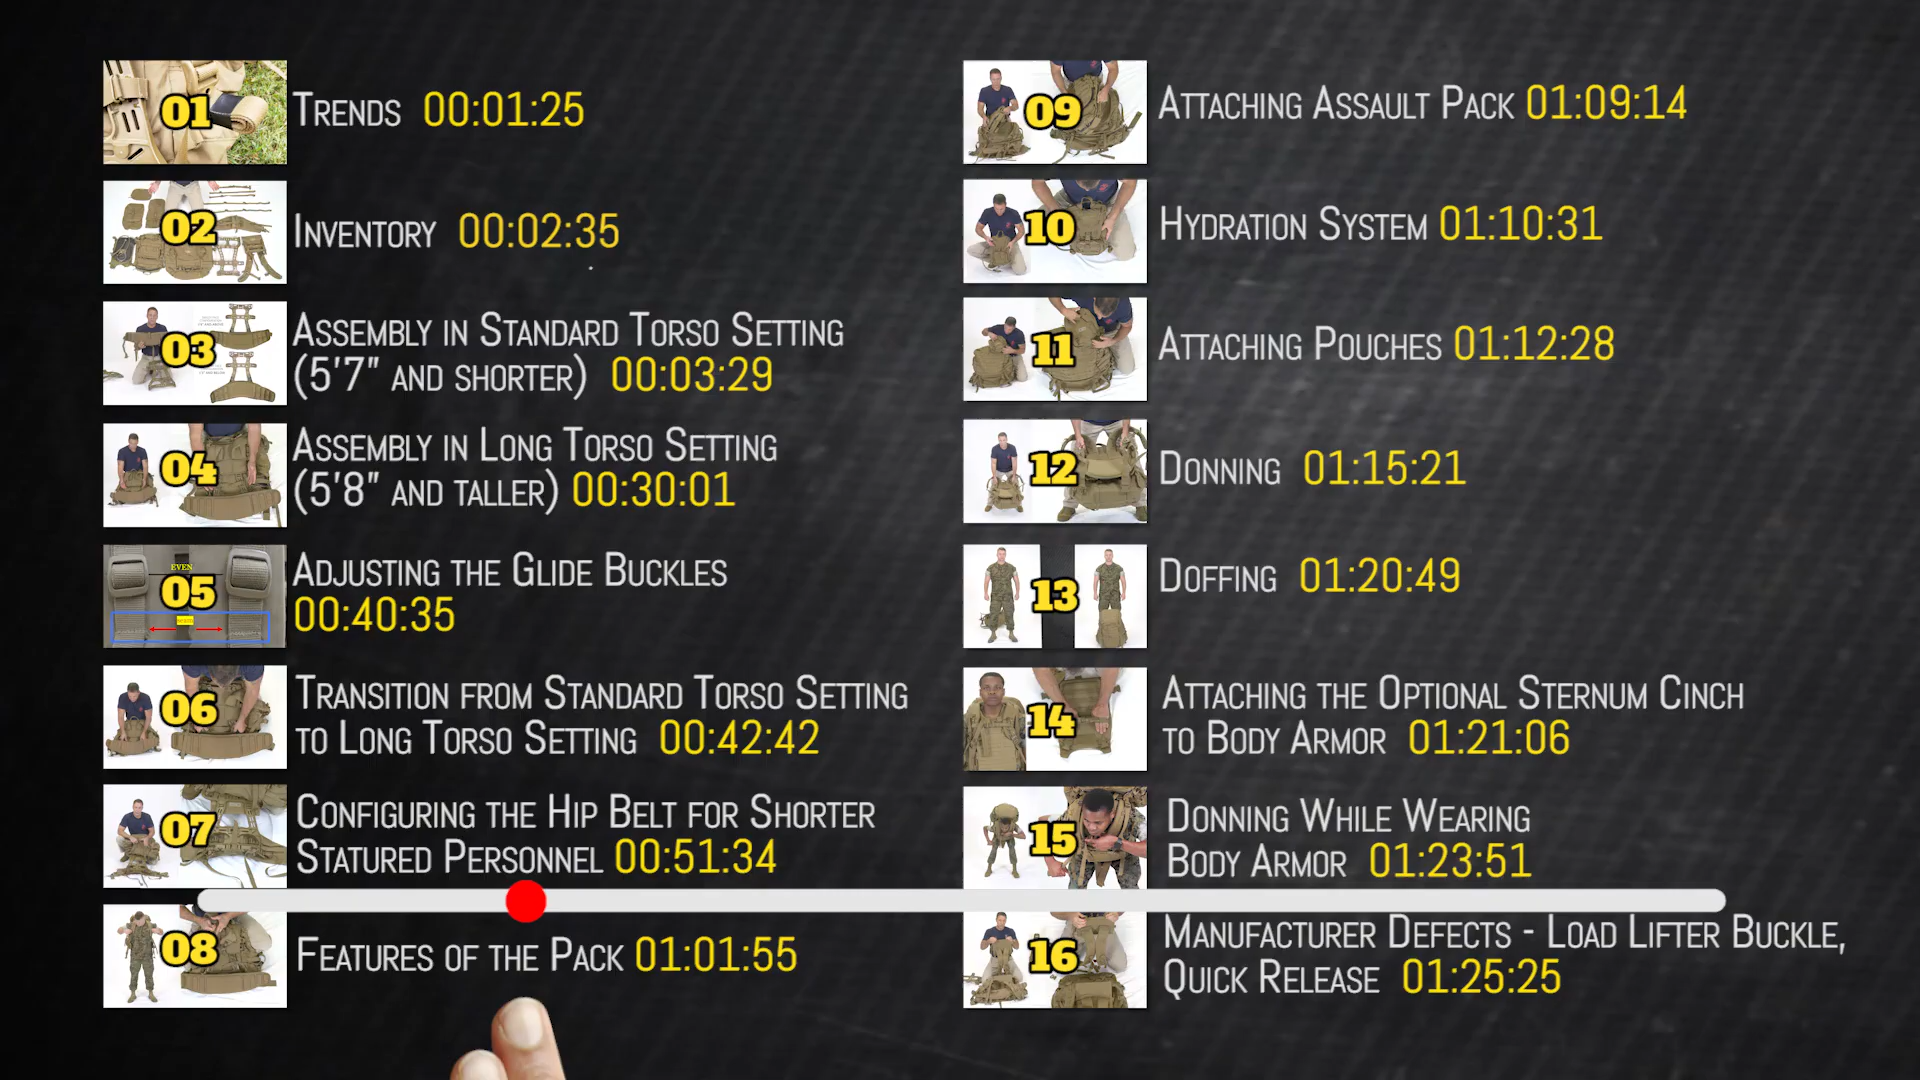 01 TRENDS 00:01:25
02 INVENTORY 00:02:35
03 ASSEMBLY IN STANDARD TORSO SETTING
(5'7" AND SHORTER) 00:03:29
04 ASSEMBLY IN LONG TORSO SETTING
(5'8" AND TALLER) 00:30:01
EVEN
05 ADJUSTING THE GLIDE BUCKLES
00:40:35
06 TRANSITION FROM STANDARD TORSO SETTING
TO LONG TORSO SETTING 00:42:42
07 CONFIGURING THE HIP BELT FOR SHORTER
STATURED PERSONNEL 00:51:34
08 FEATURES OF THE PACK 01:01:55
09 ATTACHING ASSAULT PACK 01:09:14
10 HYDRATION SYSTEM 01:10:31
11 ATTACHING POUCHES 01:12:28
12 DONNING 01:15:21
13 DOFFING 01:20:49
14 ATTACHING THE OPTIONAL STERNUM CINCH
TO BODY ARMOR 01:21:06
15 DONNING WHILE WEARING
BODY ARMOR 01:23:51
16 MANUFACTURER DEFECTS - LOAD LIFTER BUCKLE,
QUICK RELEASE 01:25:25